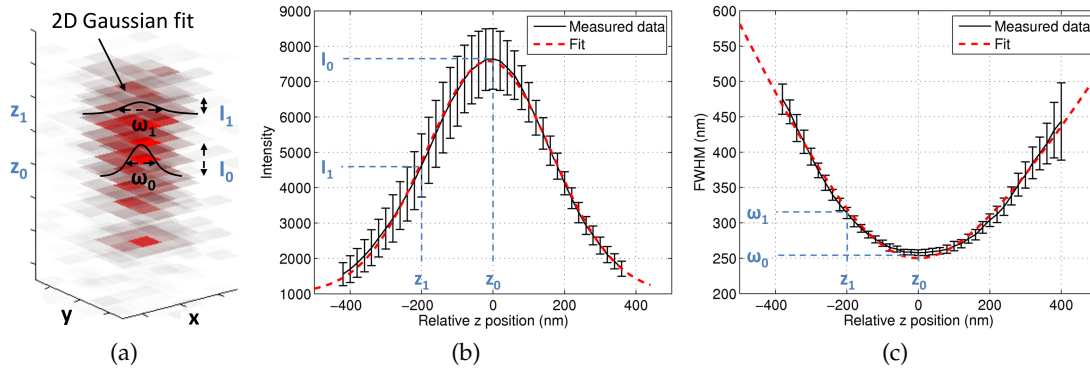 2D Gaussian fit
z1
z0
ω1
ω0
I1
I0
y
x
(a)
9000
8000
7000
6000
5000
4000
3000
2000
1000
Intensity
I0
I1
Measured data
Fit
-400
-200
0
200
400
z1
z0
Relative z position (nm)
(b)
600
550
500
450
400
350
300
250
200
FWHM (nm)
ω1
ω0
Measured data
Fit
-400
-200
0
200
400
z1
z0
Relative z position (nm)
(c)